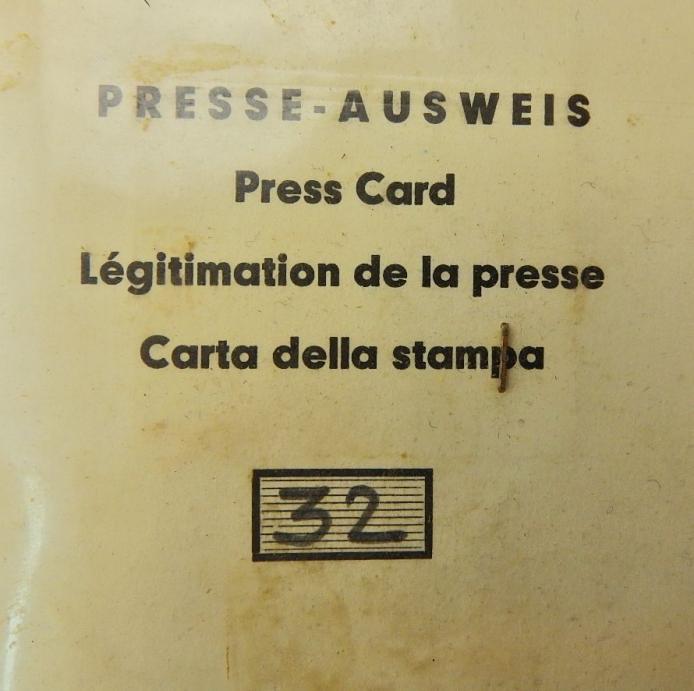 PRESSE-AUSWEIS
Press Card
Légitimation de la presse
Carta della stampa
32